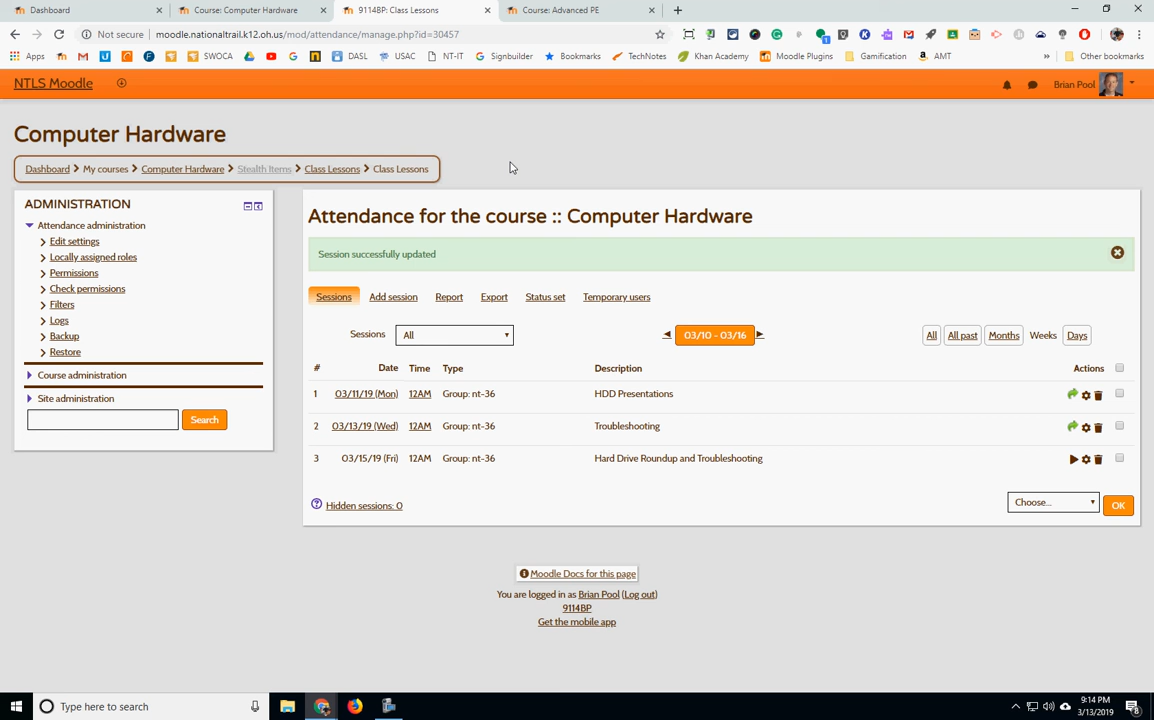 Dashboard
Course: Computer Hardware
9114BP: Class Lessons
Course: Advanced PE
Not secure
moodle.nationaltrail.k12.oh.us/mod/attendance/manage.php?id=30457
Apps
SWOCA
DASL
USAC
NT-IT
Signbuilder
Bookmarks
TechNotes
Khan Academy
Moodle Plugins
Gamification
AMT
»
Other bookmarks
NTLS Moodle
Brian Pool
Computer Hardware
Dashboard > My courses > Computer Hardware > Stealth Items > Class Lessons > Class Lessons
ADMINISTRATION
Attendance administration
Edit settings
Locally assigned roles
Permissions
Check permissions
Filters
Logs
Backup
Restore
Course administration
Site administration
Search
Attendance for the course :: Computer Hardware
Session successfully updated
Sessions Add session Report Export Status set Temporary users
Sessions All 03/10 - 03/16 All All past Months Weeks Days
# Date Time Type Description Actions
1 03/11/19 (Mon) 12AM Group: nt-36 HDD Presentations
2 03/13/19 (Wed) 12AM Group: nt-36 Troubleshooting
3 03/15/19 (Fri) 12AM Group: nt-36 Hard Drive Roundup and Troubleshooting
Hidden sessions: 0
Choose... OK
Moodle Docs for this page
You are logged in as Brian Pool (Log out)
9114BP
Get the mobile app
Type here to search
9:14 PM
3/13/2019